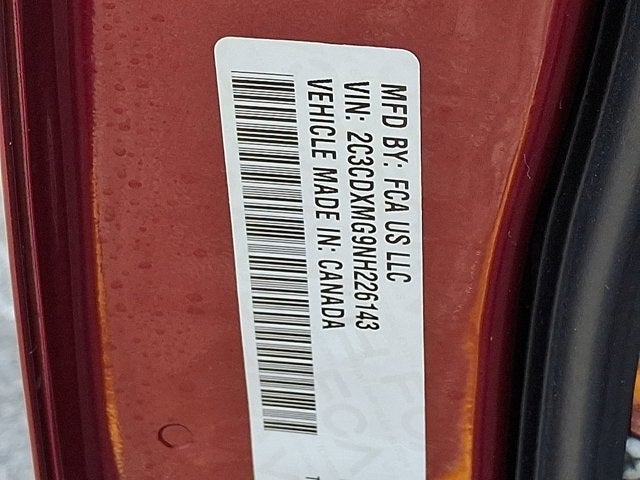 MFD BY: FCA US LLC
VIN: 2C3CDXMG9NH226143
VEHICLE MADE IN: CANADA